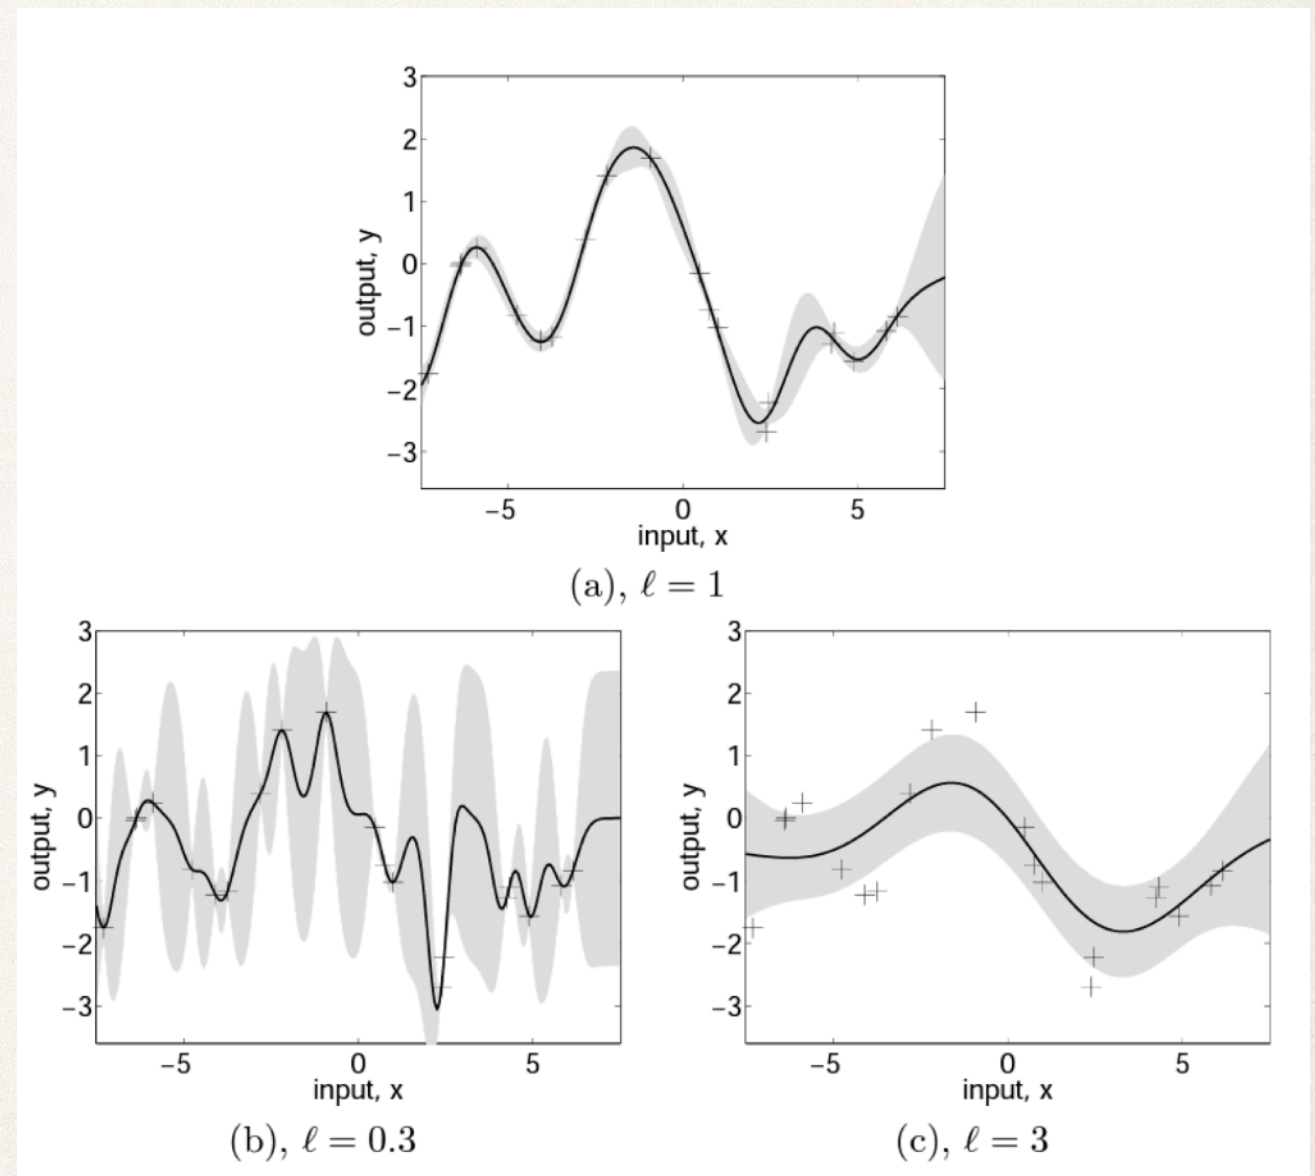 3
2
1
0
−1
−2
−3
output, y
−5 0 5
input, x
(a), ℓ = 1
3
2
1
0
−1
−2
−3
output, y
−5 0 5
input, x
(b), ℓ = 0.3
3
2
1
0
−1
−2
−3
output, y
−5 0 5
input, x
(c), ℓ = 3